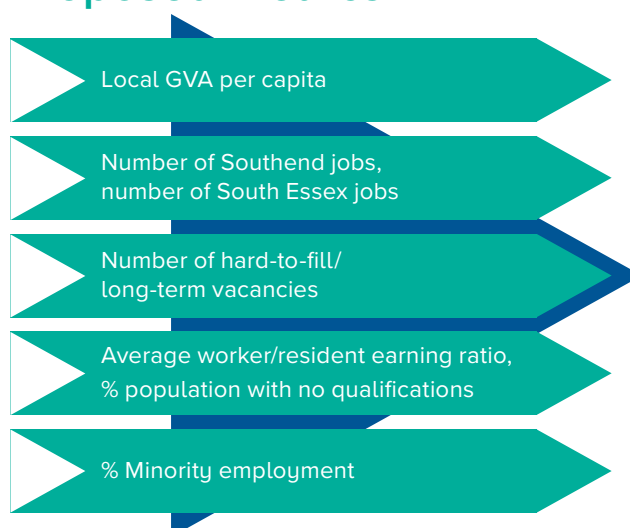 Local GVA per capita
Number of Southend jobs,
number of South Essex jobs
Number of hard-to-fill/
long-term vacancies
Average worker/resident earning ratio,
% population with no qualifications
% Minority employment